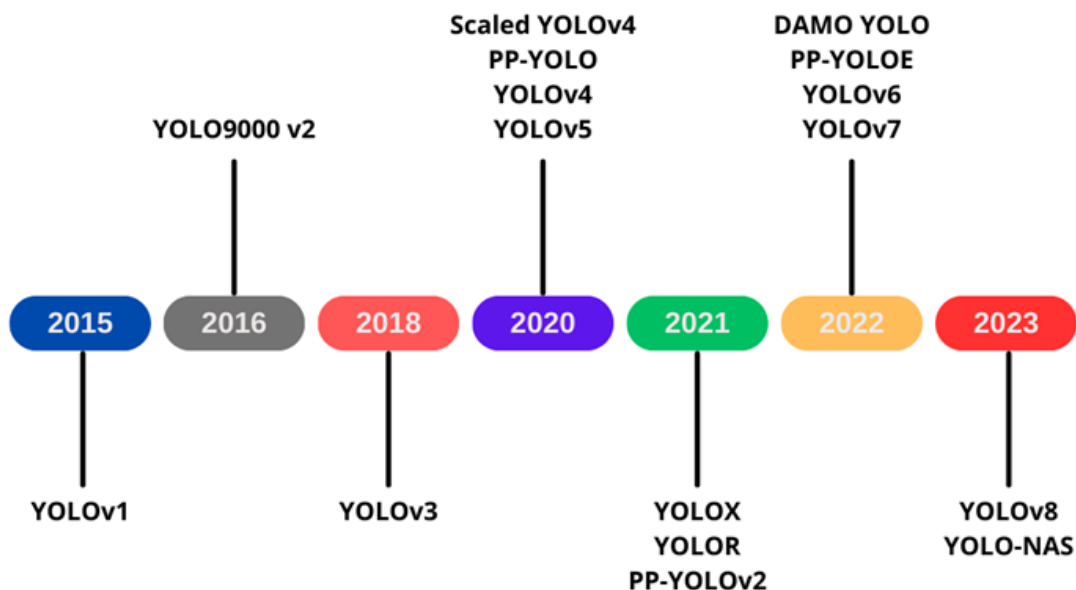 Scaled YOLOv4
PP-YOLO
YOLOv4
YOLOv5
DAMO YOLO
PP-YOLOE
YOLOv6
YOLOv7
YOLO9000 v2
2015
2016
2018
2020
2021
2022
2023
YOLOv1
YOLOv3
YOLOX
YOLOR
PP-YOLOv2
YOLOv8
YOLO-NAS